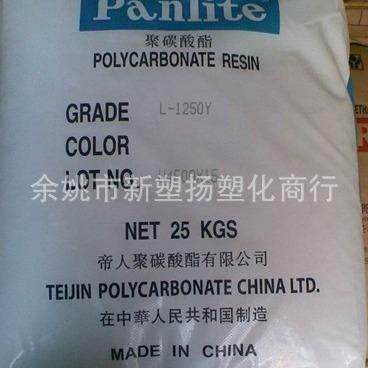 Panlite
聚碳酸酯
POLYCARBONATE RESIN
GRADE L-1250Y
COLOR
LOT NO.
余姚市新塑扬塑化商行
NET 25 KGS
帝人聚碳酸酯有限公司
TEIJIN POLYCARBONATE CHINA LTD.
在中華人民共和国制造
MADE IN CHINA